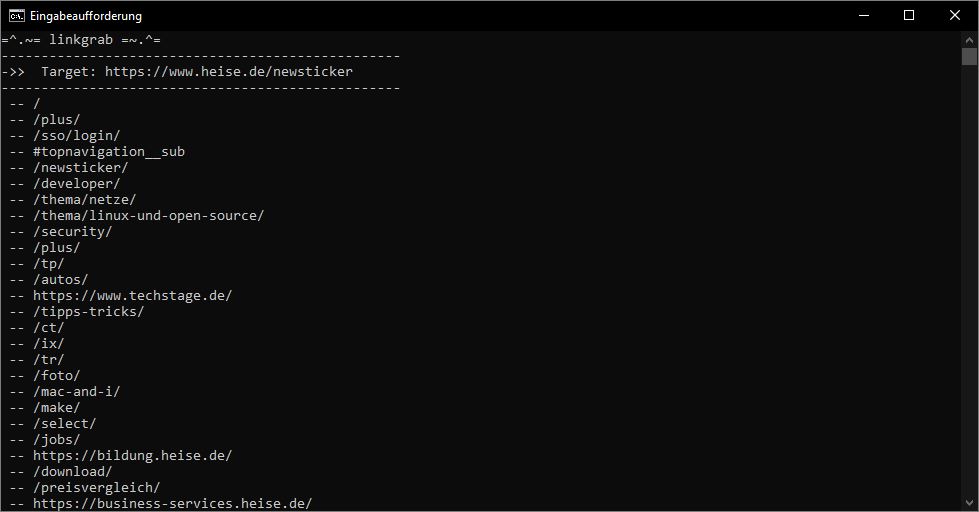 Eingabeaufforderung
=^.~= linkgrab =~.^=
--------------------------------------------------
->>  Target: https://www.heise.de/newsticker
--------------------------------------------------
 -- /
 -- /plus/
 -- /sso/login/
 -- #topnavigation__sub
 -- /newsticker/
 -- /developer/
 -- /thema/netze/
 -- /thema/linux-und-open-source/
 -- /security/
 -- /plus/
 -- /tp/
 -- /autos/
 -- https://www.techstage.de/
 -- /tipps-tricks/
 -- /ct/
 -- /ix/
 -- /tr/
 -- /foto/
 -- /mac-and-i/
 -- /make/
 -- /select/
 -- /jobs/
 -- https://bildung.heise.de/
 -- /download/
 -- /preisvergleich/
 -- https://business-services.heise.de/